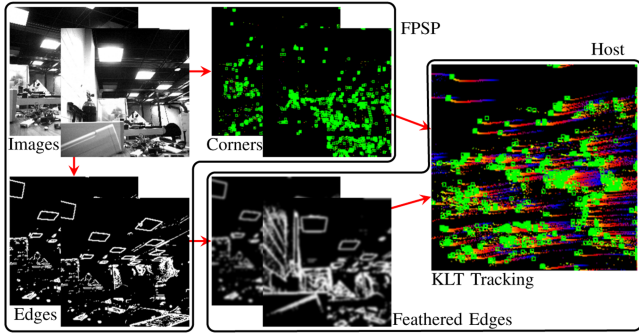 FPSP
Host
Images
Corners
KLT Tracking
Edges
Feathered Edges